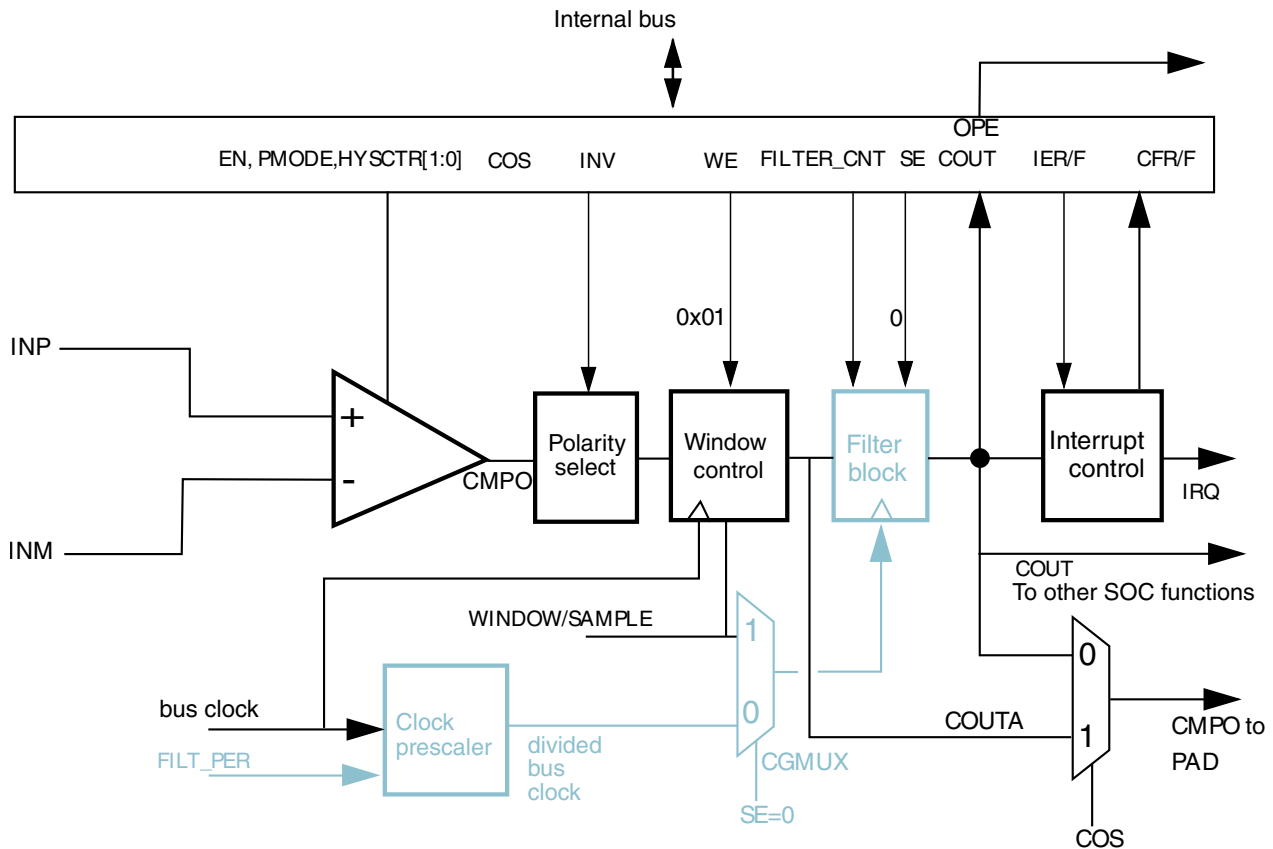 Internal bus
OPE
EN, PMODE,HYSCTR[1:0] COS INV WE FILTER_CNT SE COUT IER/F CFR/F
0x01
0
INP
+
-
INM
CMPO
Polarity
select
Window
control
Filter
block
Interrupt
control
IRQ
COUT
To other SOC functions
WINDOW/SAMPLE
1
0
0
1
bus clock
FILT_PER
Clock
prescaler
divided
bus
clock
CGMUX
SE=0
COUTA
CMPO to
PAD
COS